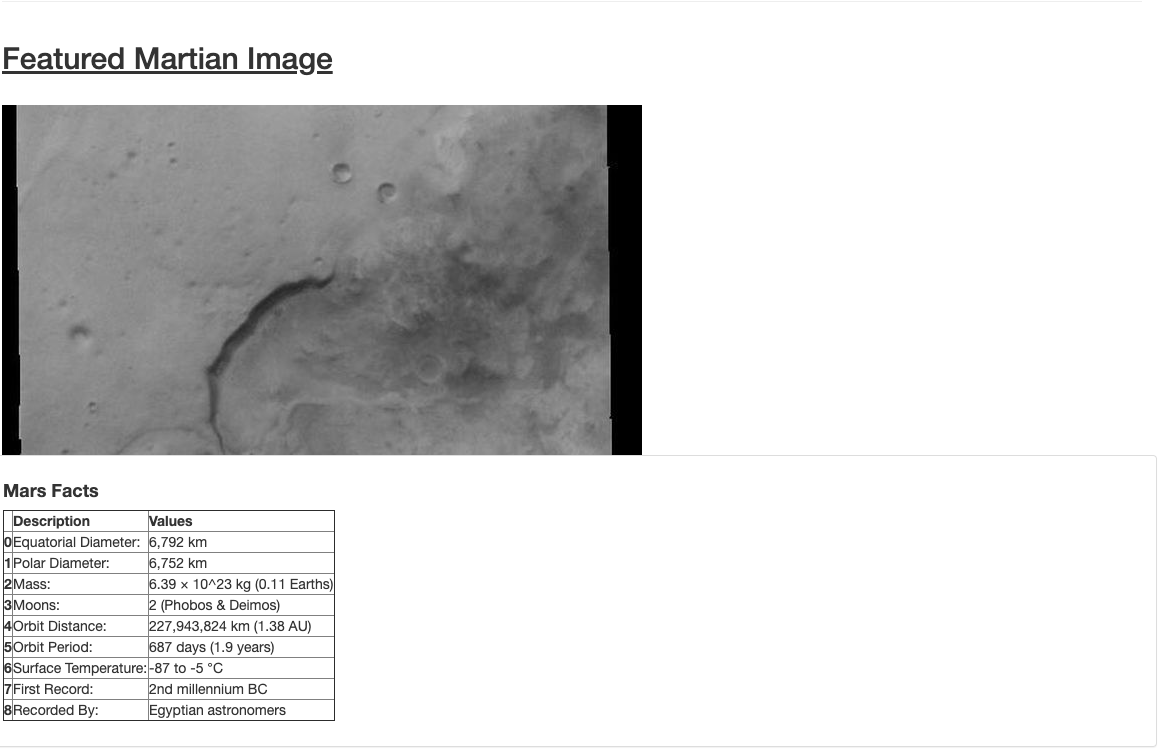 Featured Martian Image
Mars Facts
Description Values
0 Equatorial Diameter: 6,792 km
1 Polar Diameter: 6,752 km
2 Mass: 6.39 × 10^23 kg (0.11 Earths)
3 Moons: 2 (Phobos & Deimos)
4 Orbit Distance: 227,943,824 km (1.38 AU)
5 Orbit Period: 687 days (1.9 years)
6 Surface Temperature: -87 to -5 °C
7 First Record: 2nd millennium BC
8 Recorded By: Egyptian astronomers